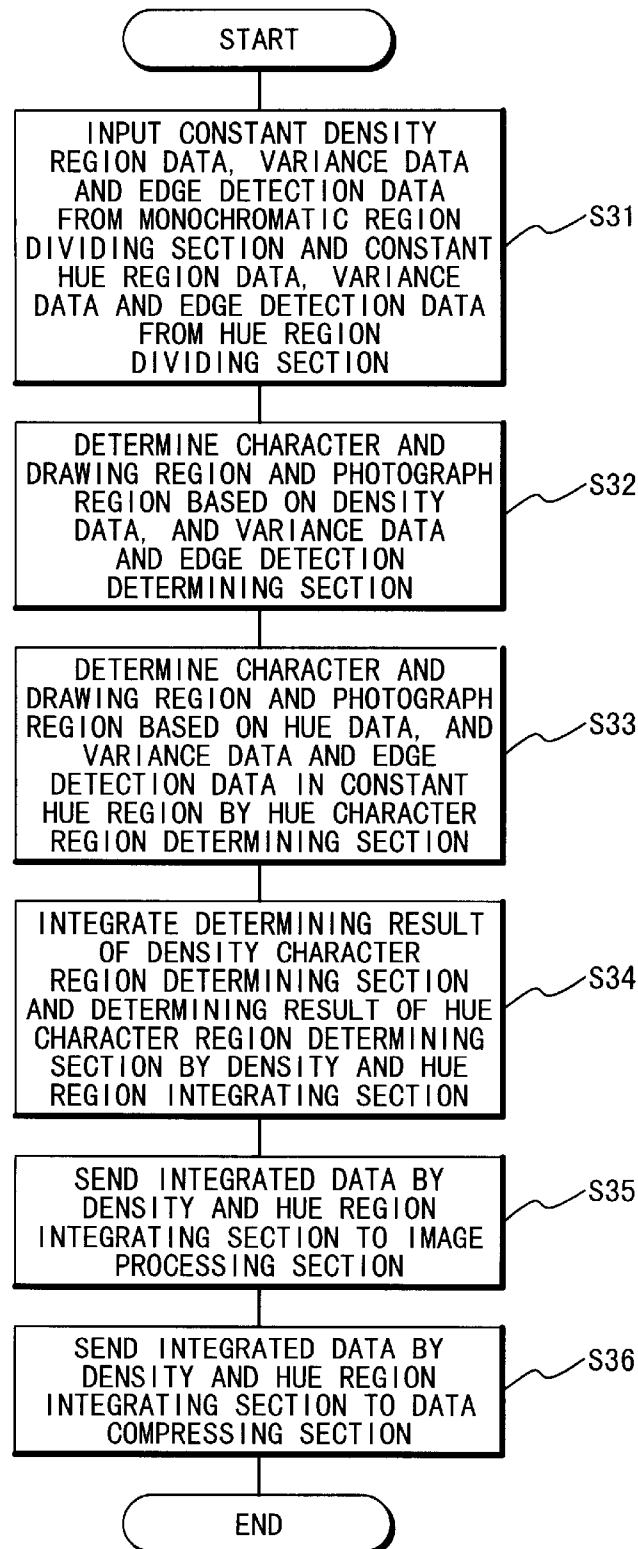 START
INPUT CONSTANT DENSITY
REGION DATA, VARIANCE DATA
AND EDGE DETECTION DATA
FROM MONOCHROMATIC REGION
DIVIDING SECTION AND CONSTANT
HUE REGION DATA, VARIANCE
DATA AND EDGE DETECTION DATA
FROM HUE REGION
DIVIDING SECTION
S31
DETERMINE CHARACTER AND
DRAWING REGION AND PHOTOGRAPH
REGION BASED ON DENSITY
DATA, AND VARIANCE DATA
AND EDGE DETECTION
DETERMINING SECTION
S32
DETERMINE CHARACTER AND
DRAWING REGION AND PHOTOGRAPH
REGION BASED ON HUE DATA, AND
VARIANCE DATA AND EDGE
DETECTION DATA IN CONSTANT
HUE REGION BY HUE CHARACTER
REGION DETERMINING SECTION
S33
INTEGRATE DETERMINING RESULT
OF DENSITY CHARACTER
REGION DETERMINING SECTION
AND DETERMINING RESULT OF HUE
CHARACTER REGION DETERMINING
SECTION BY DENSITY AND HUE
REGION INTEGRATING SECTION
S34
SEND INTEGRATED DATA BY
DENSITY AND HUE REGION
INTEGRATING SECTION TO IMAGE
PROCESSING SECTION
S35
SEND INTEGRATED DATA BY
DENSITY AND HUE REGION
INTEGRATING SECTION TO DATA
COMPRESSING SECTION
S36
END